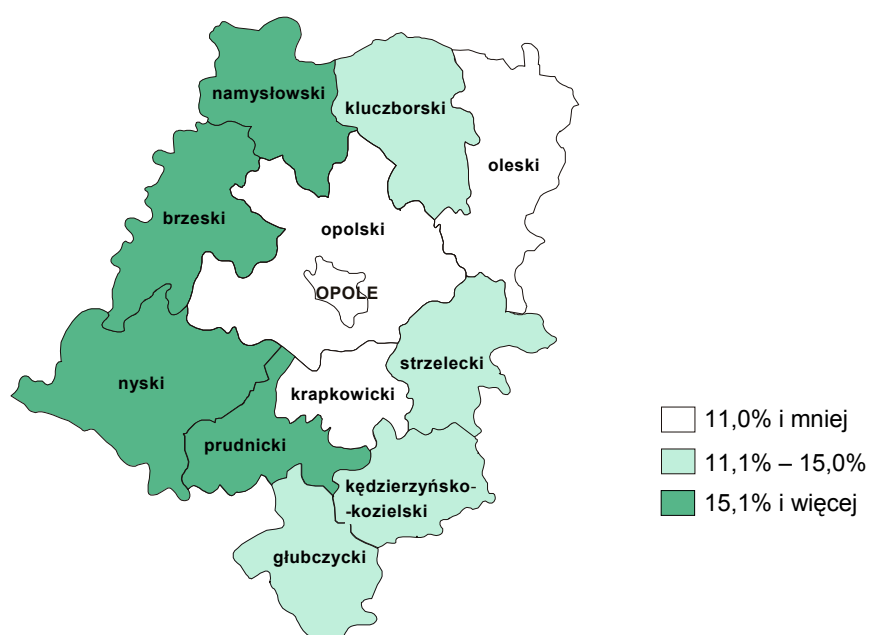 namysłowski
kluczborski
oleski
brzeski
opolski
OPOLE
strzelecki
nyski
krapkowicki
prudnicki
kędzierzyńsko-
-kozielski
głubczycki
11,0% i mniej
11,1% – 15,0%
15,1% i więcej